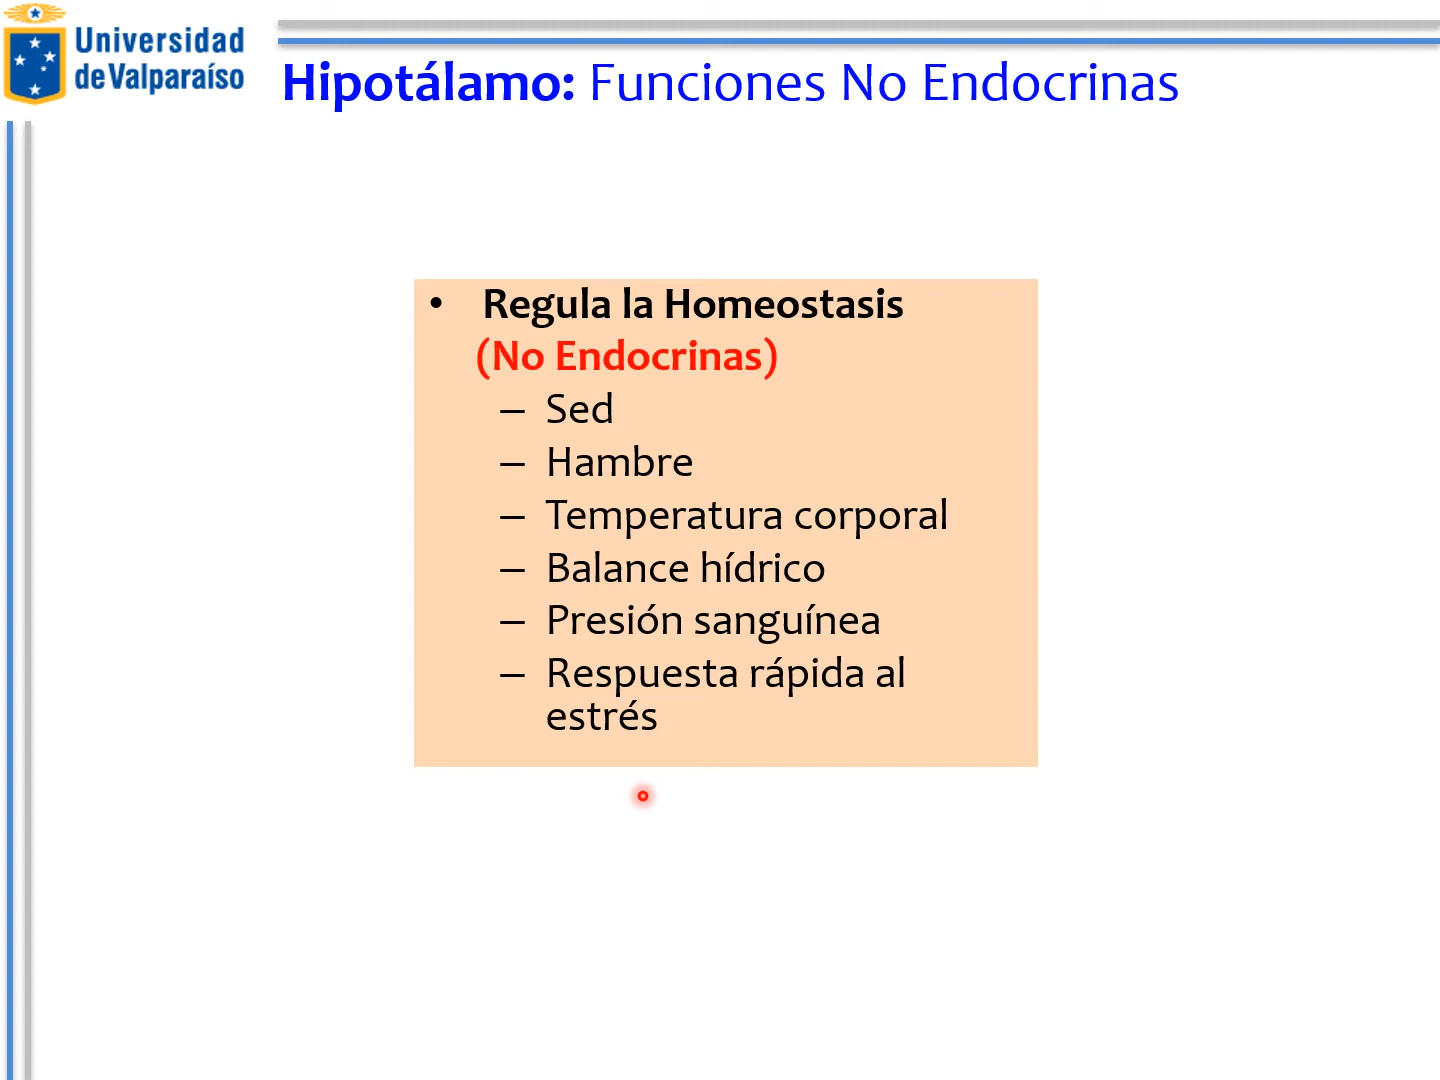 Universidad
de Valparaíso
Hipotálamo: Funciones No Endocrinas
• Regula la Homeostasis
(No Endocrinas)
– Sed
– Hambre
– Temperatura corporal
– Balance hídrico
– Presión sanguínea
– Respuesta rápida al
estrés